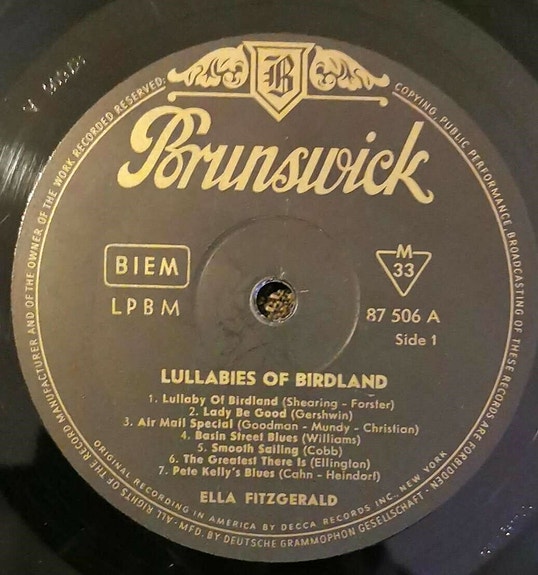 B
Brunswick
BIEM
LPBM
M
33
87 506 A
Side 1
LULLABIES OF BIRDLAND
1. Lullaby Of Birdland (Shearing - Forster)
2. Lady Be Good (Gershwin)
3. Air Mail Special (Goodman - Mundy - Christian)
4. Basin Street Blues (Williams)
5. Smooth Sailing (Cobb)
6. The Greatest There Is (Ellington)
7. Pete Kelly's Blues (Cahn - Heindorf)
ELLA FITZGERALD
ORIGINAL RECORDING IN AMERICA BY DECCA RECORDS INC., NEW YORK
ALL RIGHTS OF THE RECORD MANUFACTURER AND OF THE OWNER OF THE WORK RECORDED RESERVED.
COPYING, PUBLIC PERFORMANCE, BROADCASTING OF THESE RECORDS ARE FORBIDDEN
· MFD. BY DEUTSCHE GRAMMOPHON GESELLSCHAFT ·